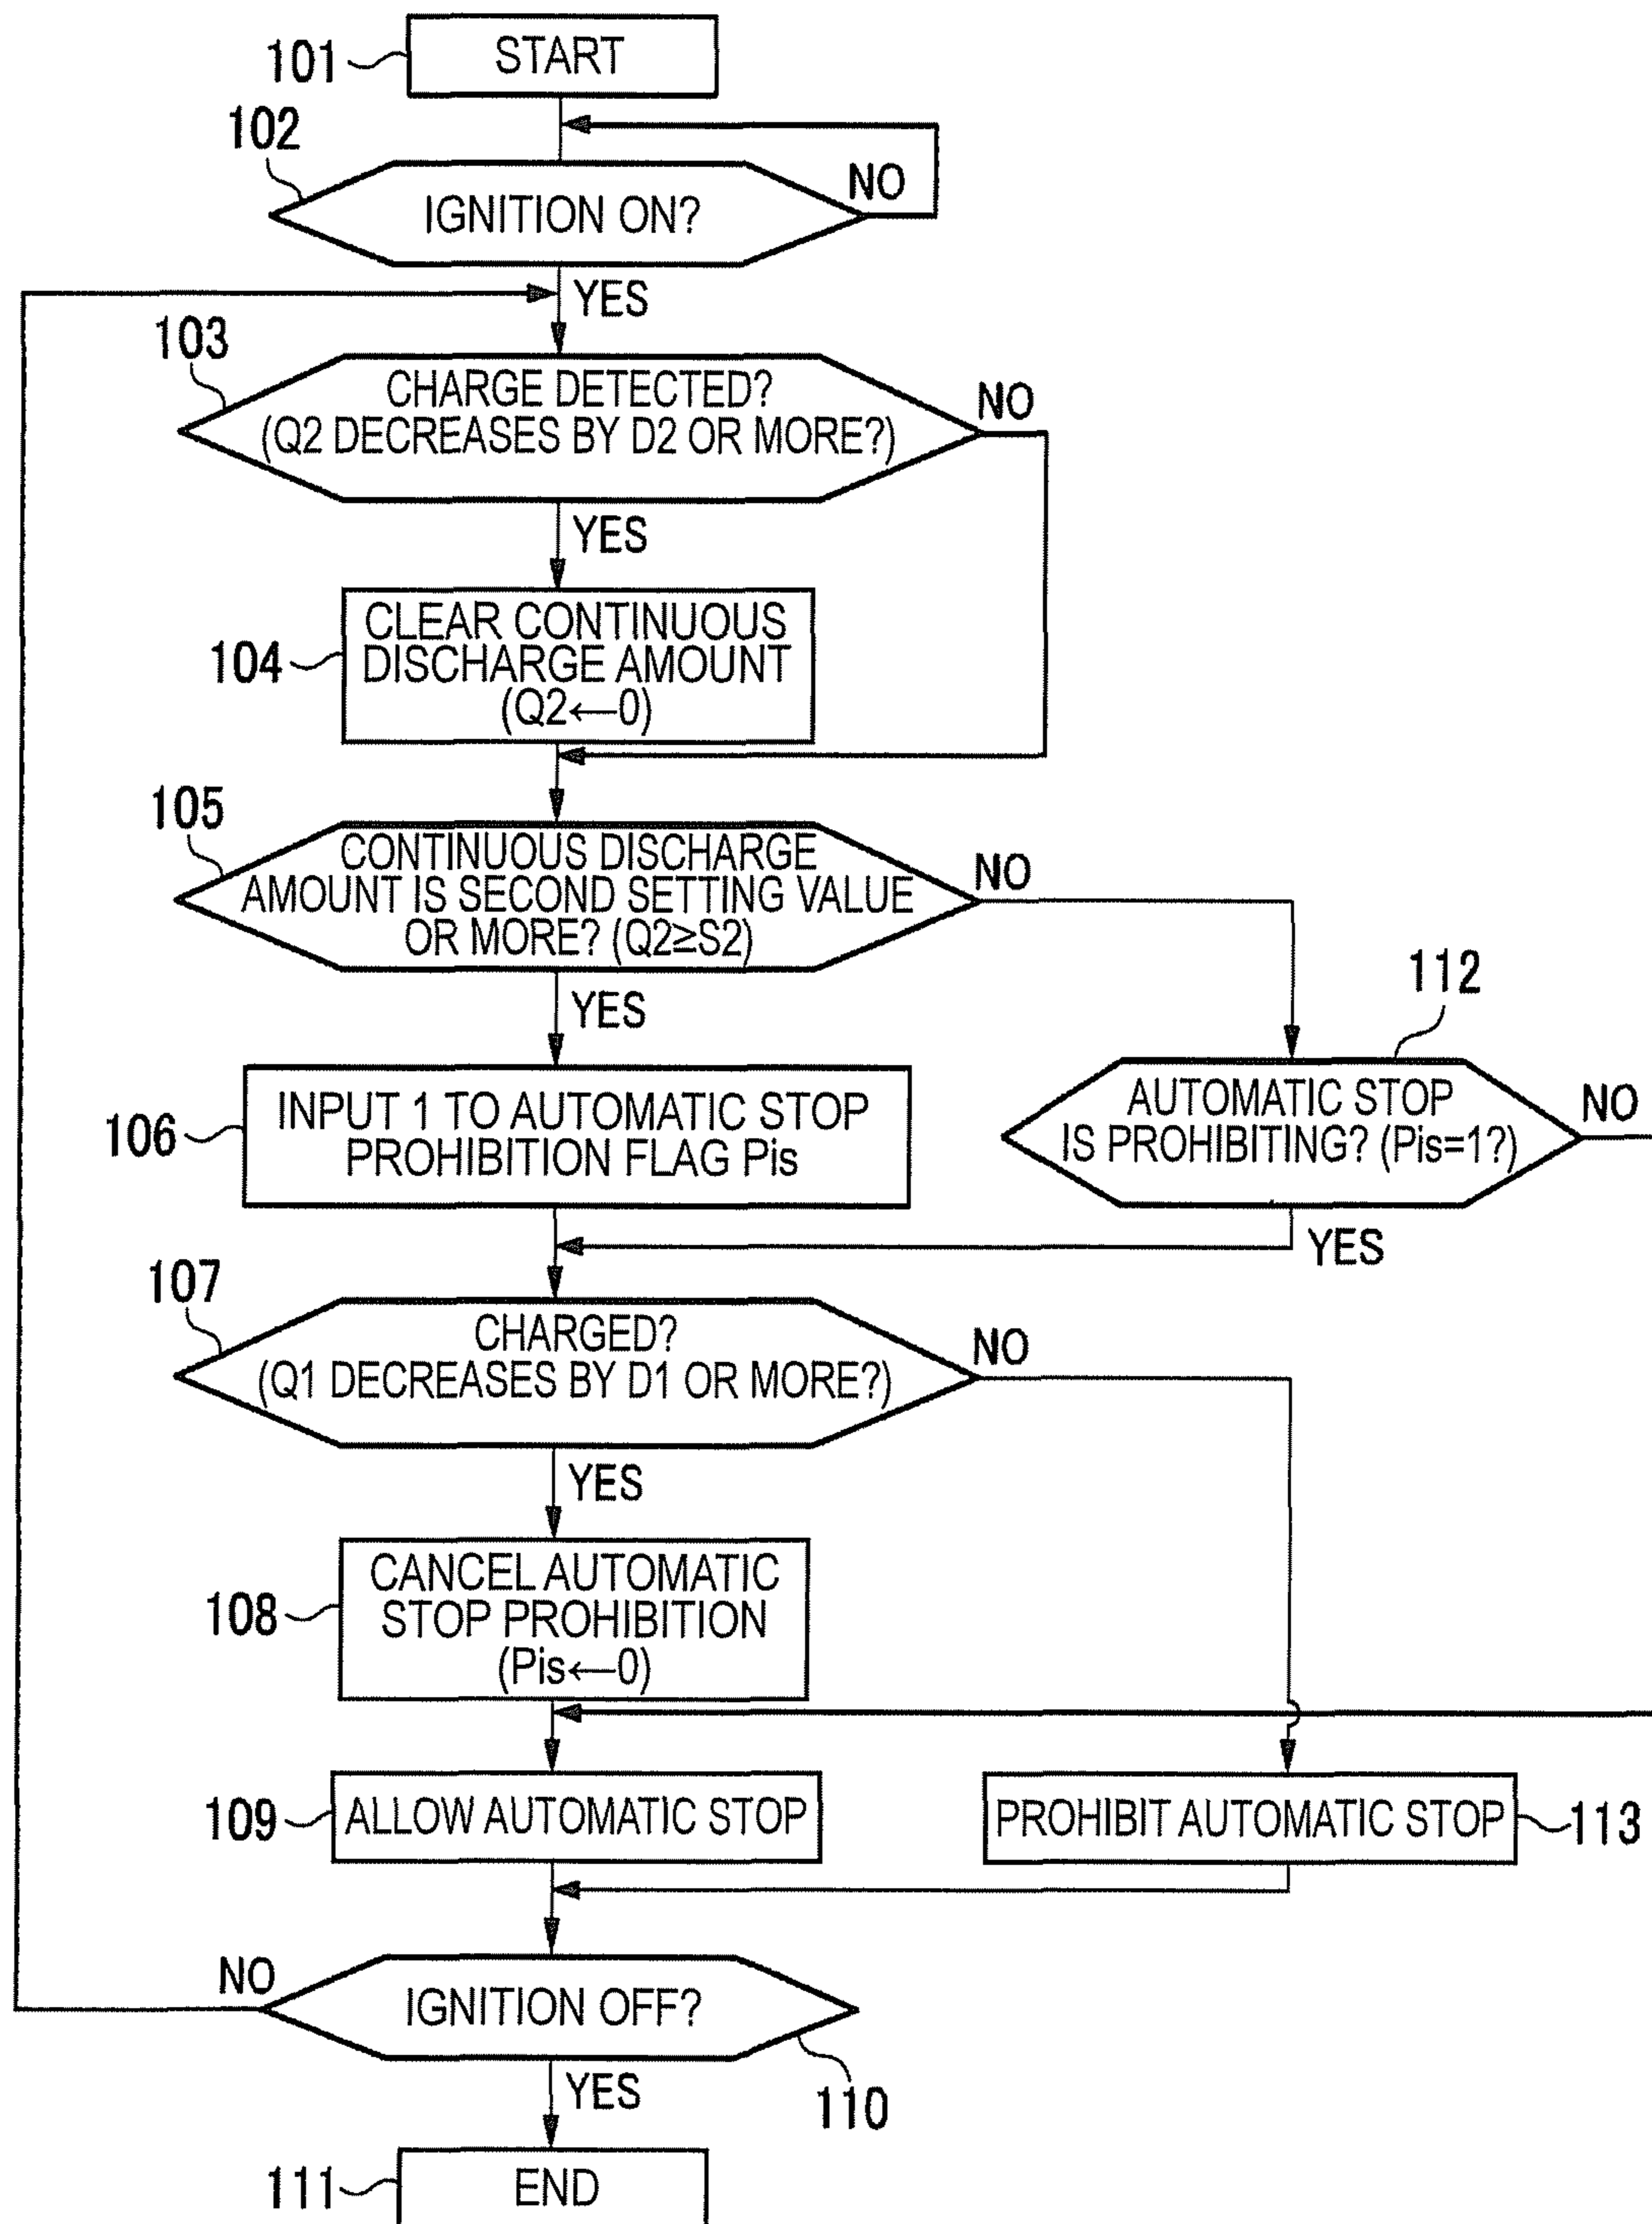 101
START
102
IGNITION ON?
NO
YES
103
CHARGE DETECTED?
(Q2 DECREASES BY D2 OR MORE?)
NO
YES
104
CLEAR CONTINUOUS
DISCHARGE AMOUNT
(Q2←0)
105
CONTINUOUS DISCHARGE
AMOUNT IS SECOND SETTING VALUE
OR MORE? (Q2≥S2)
NO
YES
112
AUTOMATIC STOP
IS PROHIBITING? (Pis=1?)
NO
YES
106
INPUT 1 TO AUTOMATIC STOP
PROHIBITION FLAG Pis
107
CHARGED?
(Q1 DECREASES BY D1 OR MORE?)
NO
YES
108
CANCEL AUTOMATIC
STOP PROHIBITION
(Pis←0)
109
ALLOW AUTOMATIC STOP
PROHIBIT AUTOMATIC STOP
113
NO
IGNITION OFF?
110
YES
111
END